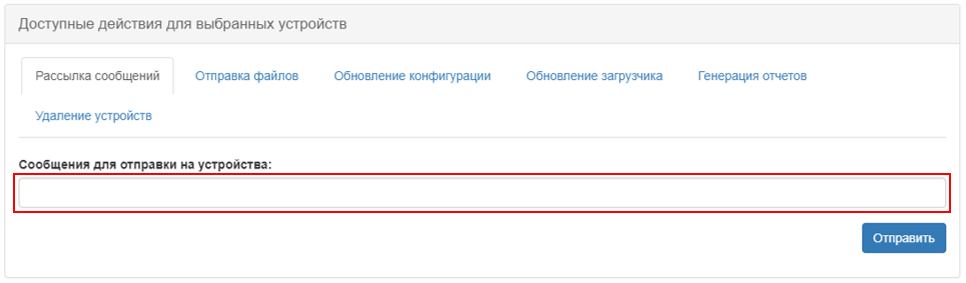 Доступные действия для выбранных устройств
Рассылка сообщений Отправка файлов Обновление конфигурации Обновление загрузчика Генерация отчетов
Удаление устройств
Сообщения для отправки на устройства:
Отправить